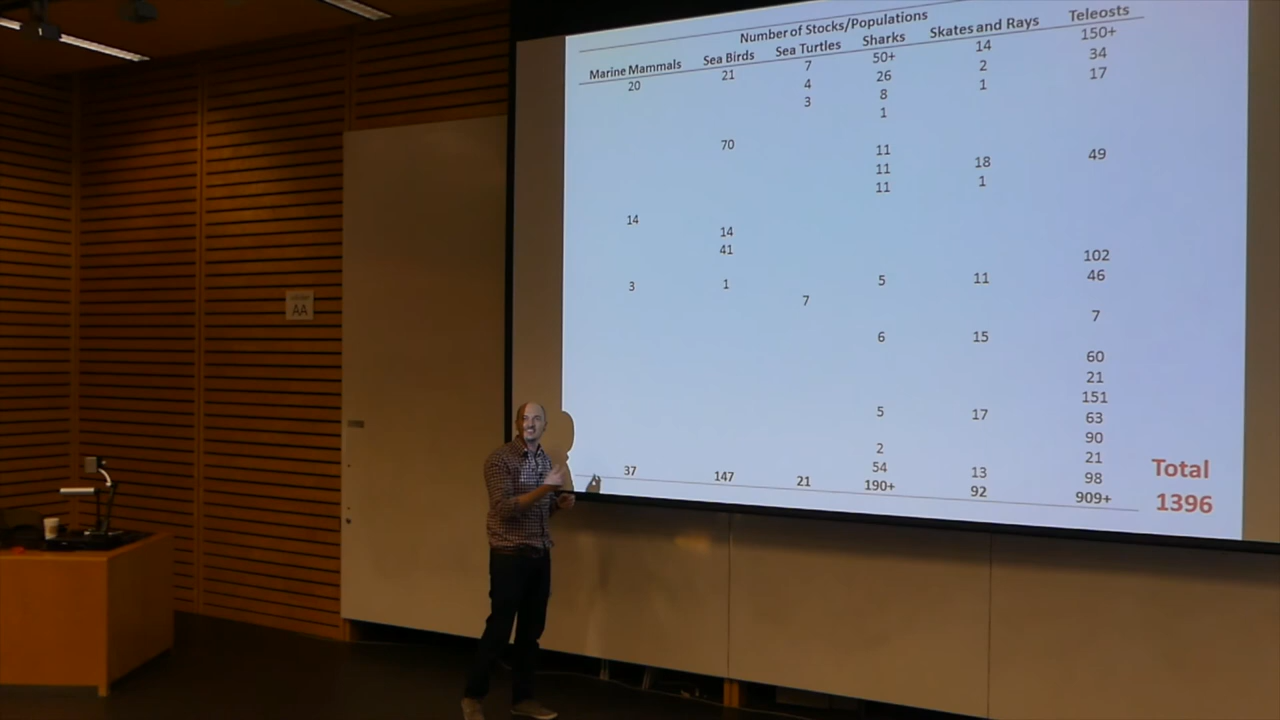 Number of Stocks/Populations
Marine Mammals Sea Birds Sea Turtles Sharks Skates and Rays Teleosts
20 21 7 50+ 14 150+
4 26 2 34
3 8 1 17
1
70 11 18 49
11 1
11
14
14
41 102
3 1 5 11 46
7
7
6 15
60
21
151
5 17 63
90
2 21
54 13 98
37 147 21 190+ 92 909+
Total
1396
AA